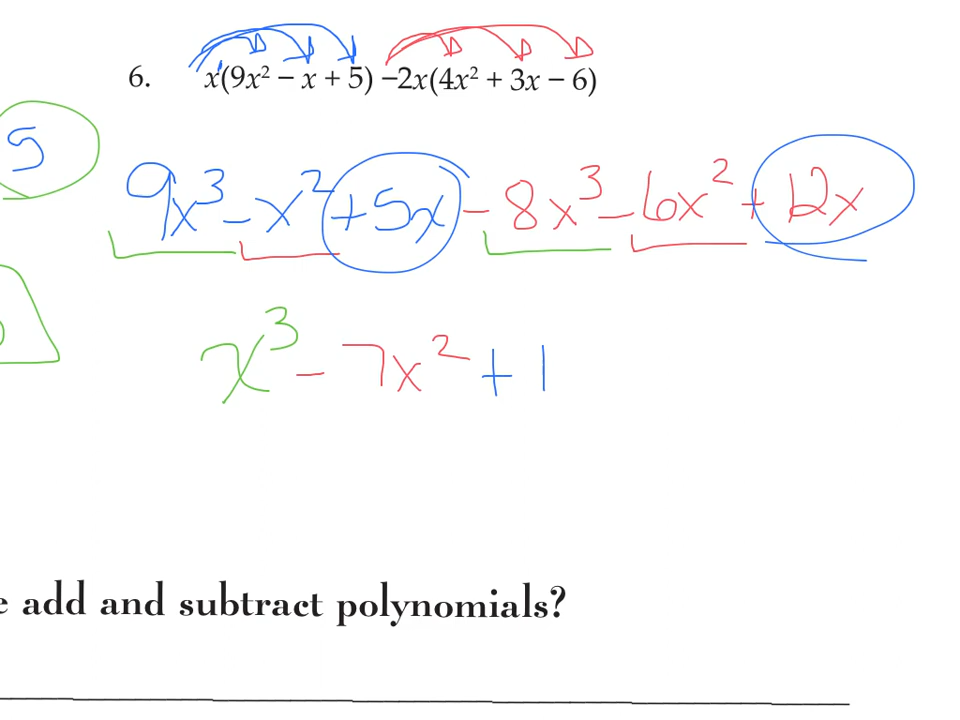 6. x(9x² − x + 5) −2x(4x² + 3x − 6)
5
9x³ - x² + 5x - 8x³ - 6x² + 12x
x³ - 7x² + 1
add and subtract polynomials?